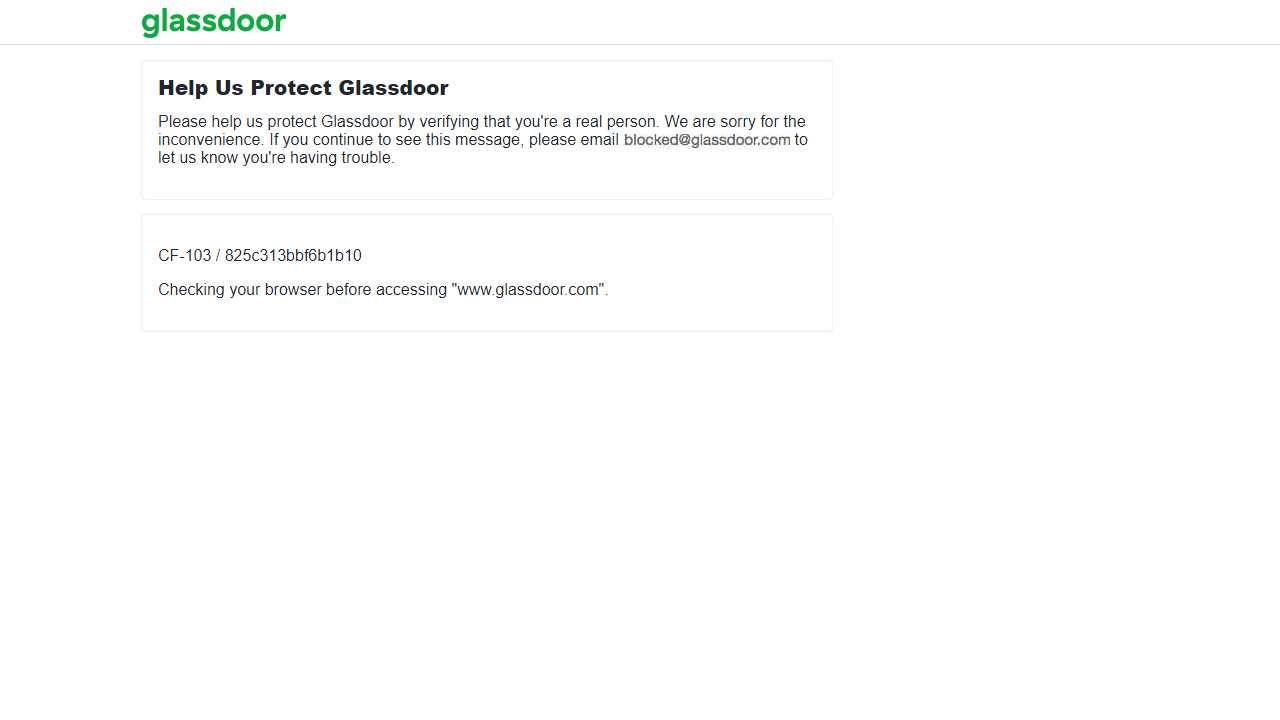 glassdoor
Help Us Protect Glassdoor
Please help us protect Glassdoor by verifying that you're a real person. We are sorry for the
inconvenience. If you continue to see this message, please email blocked@glassdoor.com to
let us know you're having trouble.
CF-103 / 825c313bbf6b1b10
Checking your browser before accessing "www.glassdoor.com".